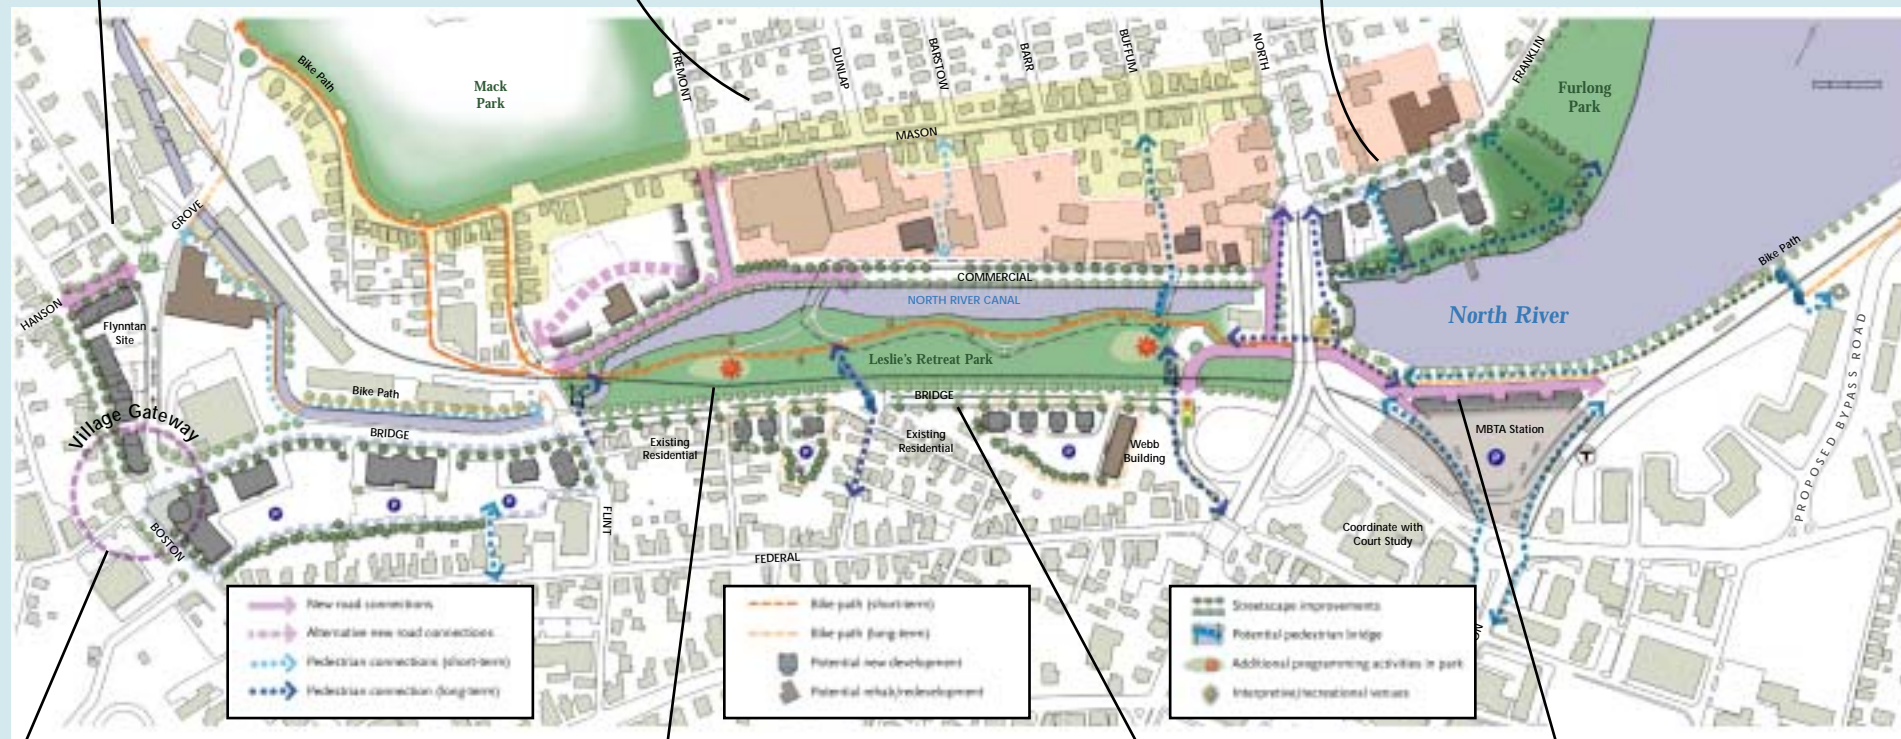 Bike Path
Mack
Park
TREMONT
DUNLAP
BARSTOW
BARR
BUFFUM
NORTH
FRANKLIN
Furlong
Park
MASON
GROVE
HANSON
Flynntan
Site
COMMERCIAL
NORTH RIVER CANAL
Bike Path
North River
Leslie's Retreat Park
PROPOSED BYPASS ROAD
Bike Path
BRIDGE
BRIDGE
Village Gateway
Existing
Residential
Existing
Residential
Webb
Building
MBTA Station
P
P
P
P
P
P
T
BOSTON
FLINT
FEDERAL
Coordinate with
Court Study
ON
New road connections
Alternative new road connections
Pedestrian connections (short-term)
Pedestrian connection (long-term)
Bike path (short-term)
Bike path (long-term)
Potential new development
Potential rehab/redevelopment
Streetscape improvements
Potential pedestrian bridge
Additional programming activities in park
Interpretive/recreational venues